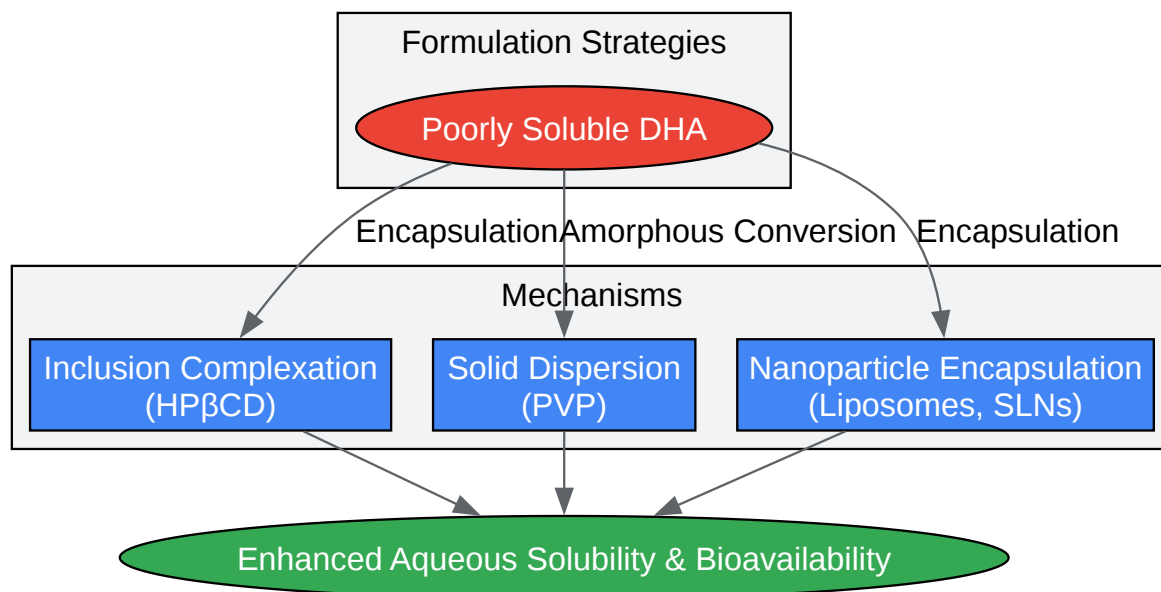 Formulation Strategies
Poorly Soluble DHA
Encapsulation
Amorphous Conversion
Encapsulation
Mechanisms
Inclusion Complexation
(HPβCD)
Solid Dispersion
(PVP)
Nanoparticle Encapsulation
(Liposomes, SLNs)
Enhanced Aqueous Solubility & Bioavailability